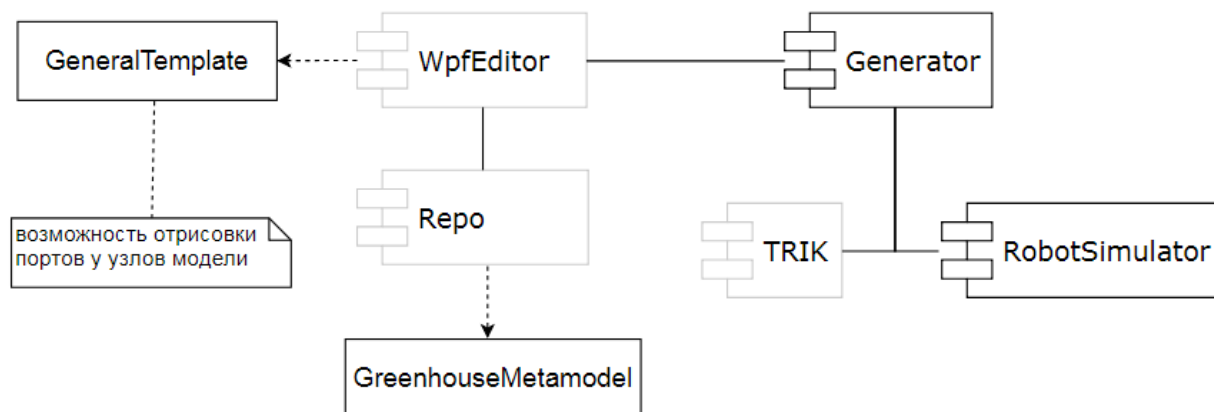 GeneralTemplate
WpfEditor
Generator
возможность отрисовки
портов у узлов модели
Repo
TRIK
RobotSimulator
GreenhouseMetamodel